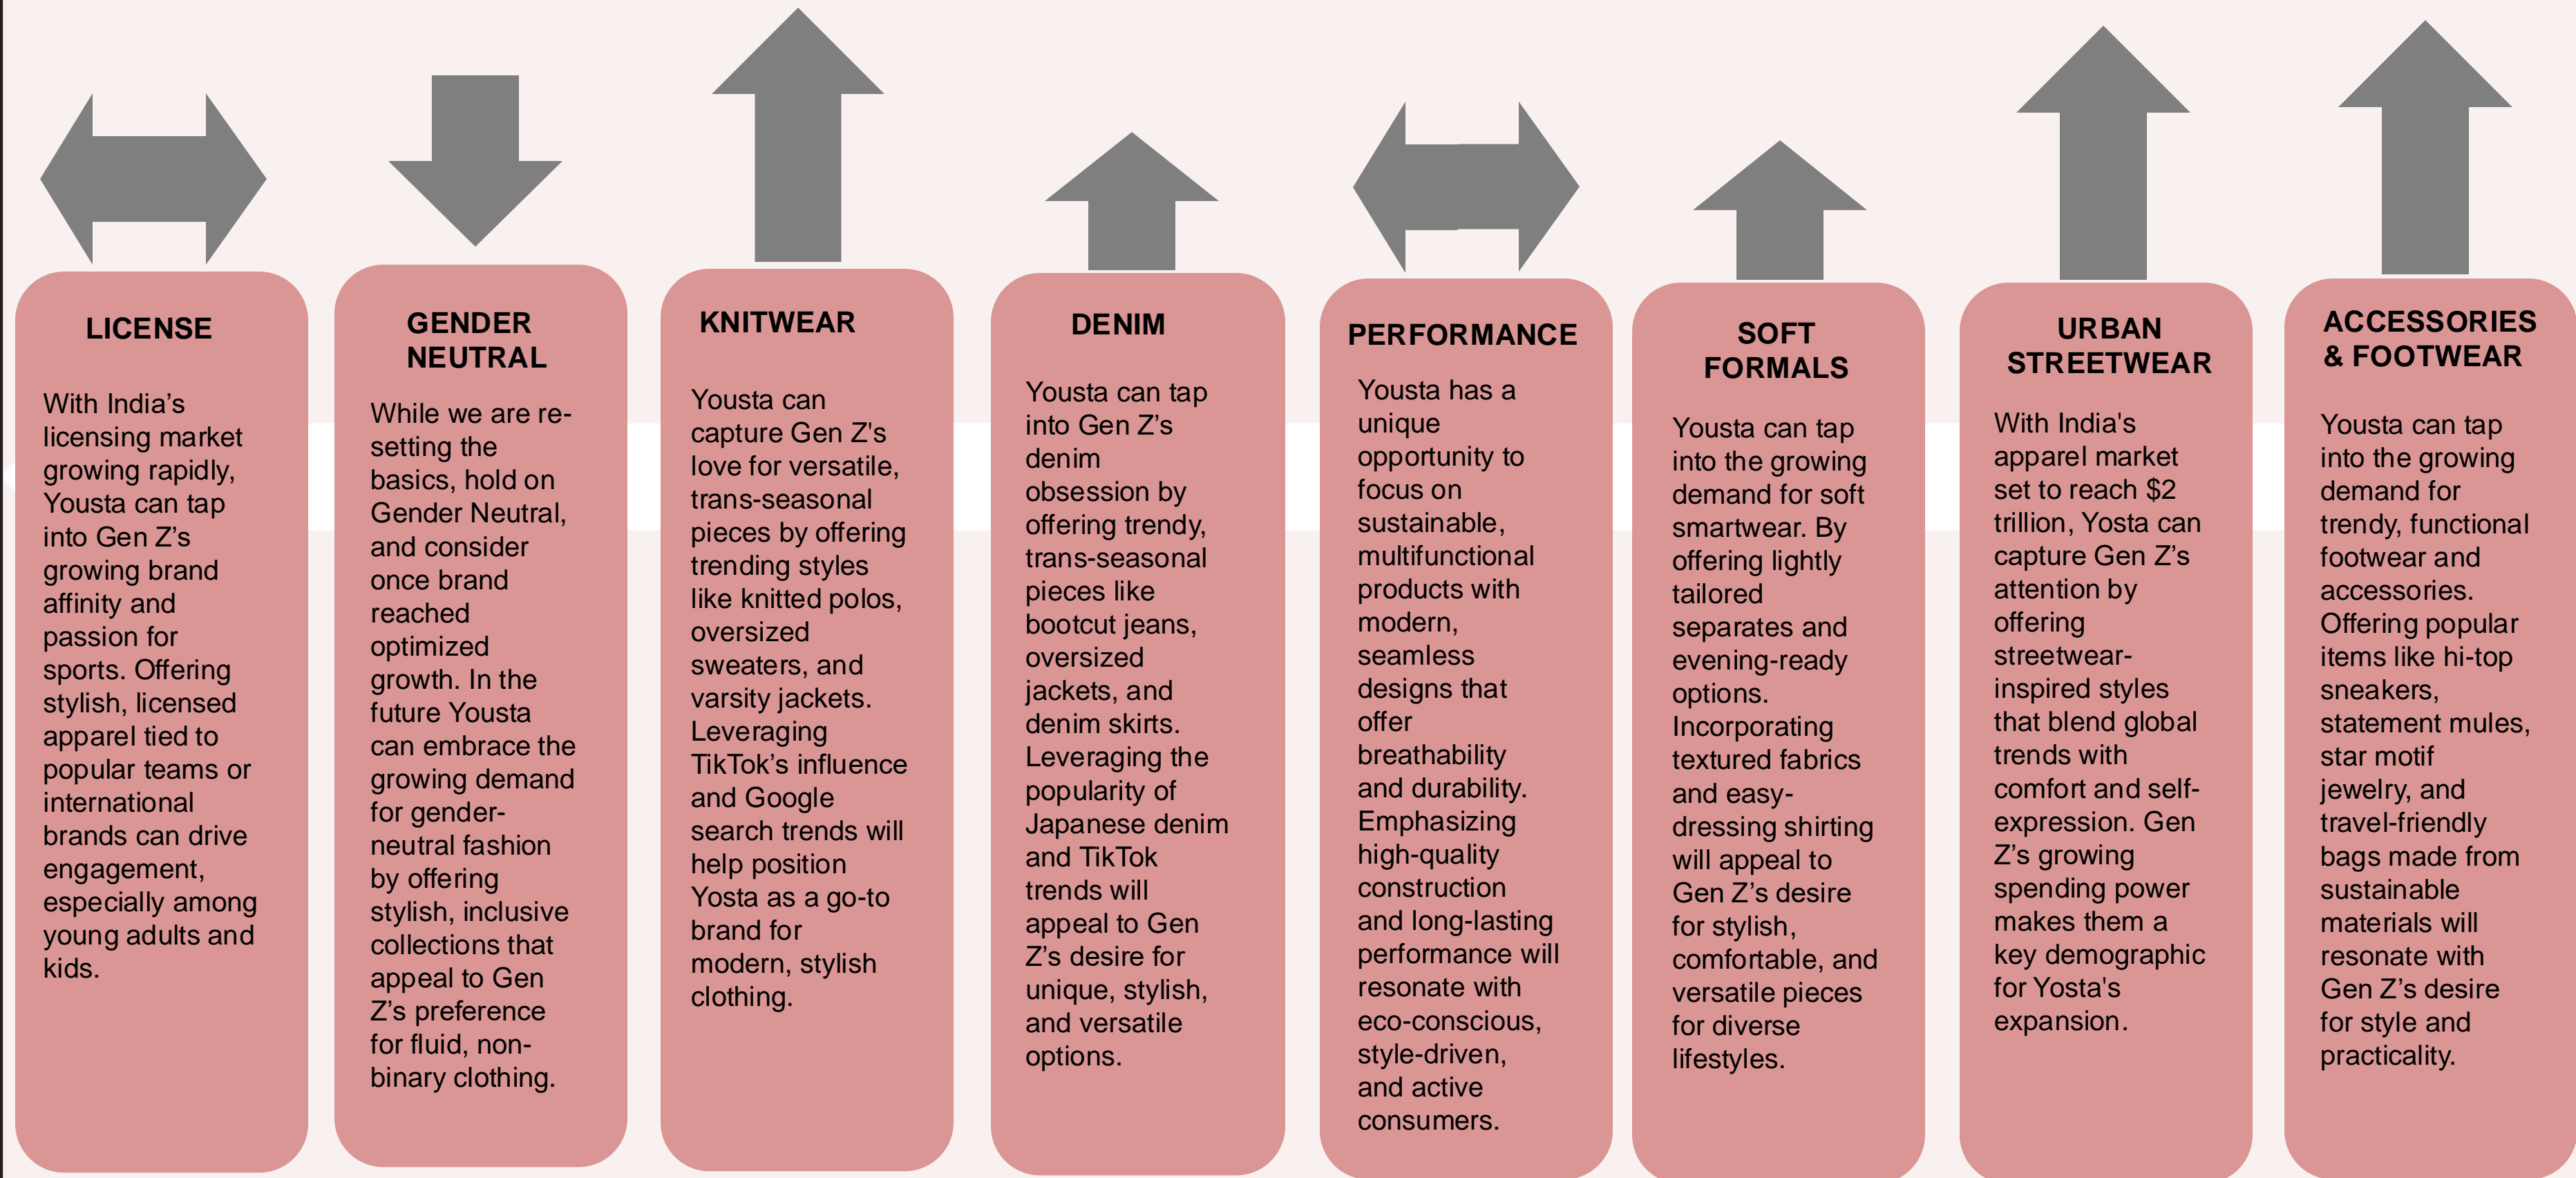 LICENSE
With India’s
licensing market
growing rapidly,
Yousta can tap
into Gen Z’s
growing brand
affinity and
passion for
sports. Offering
stylish, licensed
apparel tied to
popular teams or
international
brands can drive
engagement,
especially among
young adults and
kids.
GENDER
NEUTRAL
While we are re-
setting the
basics, hold on
Gender Neutral,
and consider
once brand
reached
optimized
growth. In the
future Yousta
can embrace the
growing demand
for gender-
neutral fashion
by offering
stylish, inclusive
collections that
appeal to Gen
Z’s preference
for fluid, non-
binary clothing.
KNITWEAR
Yousta can
capture Gen Z's
love for versatile,
trans-seasonal
pieces by offering
trending styles
like knitted polos,
oversized
sweaters, and
varsity jackets.
Leveraging
TikTok’s influence
and Google
search trends will
help position
Yosta as a go-to
brand for
modern, stylish
clothing.
DENIM
Yousta can tap
into Gen Z’s
denim
obsession by
offering trendy,
trans-seasonal
pieces like
bootcut jeans,
oversized
jackets, and
denim skirts.
Leveraging the
popularity of
Japanese denim
and TikTok
trends will
appeal to Gen
Z’s desire for
unique, stylish,
and versatile
options.
PERFORMANCE
Yousta has a
unique
opportunity to
focus on
sustainable,
multifunctional
products with
modern,
seamless
designs that
offer
breathability
and durability.
Emphasizing
high-quality
construction
and long-lasting
performance will
resonate with
eco-conscious,
style-driven,
and active
consumers.
SOFT
FORMALS
Yousta can tap
into the growing
demand for soft
smartwear. By
offering lightly
tailored
separates and
evening-ready
options.
Incorporating
textured fabrics
and easy-
dressing shirting
will appeal to
Gen Z’s desire
for stylish,
comfortable, and
versatile pieces
for diverse
lifestyles.
URBAN
STREETWEAR
With India's
apparel market
set to reach $2
trillion, Yosta can
capture Gen Z’s
attention by
offering
streetwear-
inspired styles
that blend global
trends with
comfort and self-
expression. Gen
Z’s growing
spending power
makes them a
key demographic
for Yosta's
expansion.
ACCESSORIES
& FOOTWEAR
Yousta can tap
into the growing
demand for
trendy, functional
footwear and
accessories.
Offering popular
items like hi-top
sneakers,
statement mules,
star motif
jewelry, and
travel-friendly
bags made from
sustainable
materials will
resonate with
Gen Z’s desire
for style and
practicality.